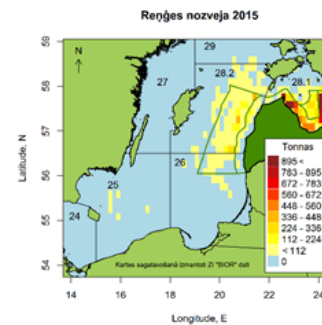 Reņģes nozveja 2015
59
58
57
56
55
54
Latitude, N
N
29
28.2
28.1
27
26
25
24
Tonnas
895 <
783 - 895
672 - 783
560 - 672
448 - 560
336 - 448
224 - 336
112 - 224
< 112
0
Kartes sagatavošanā izmantoti ZI "BIOR" dati
14 16 18 20 22 24
Longitude, E